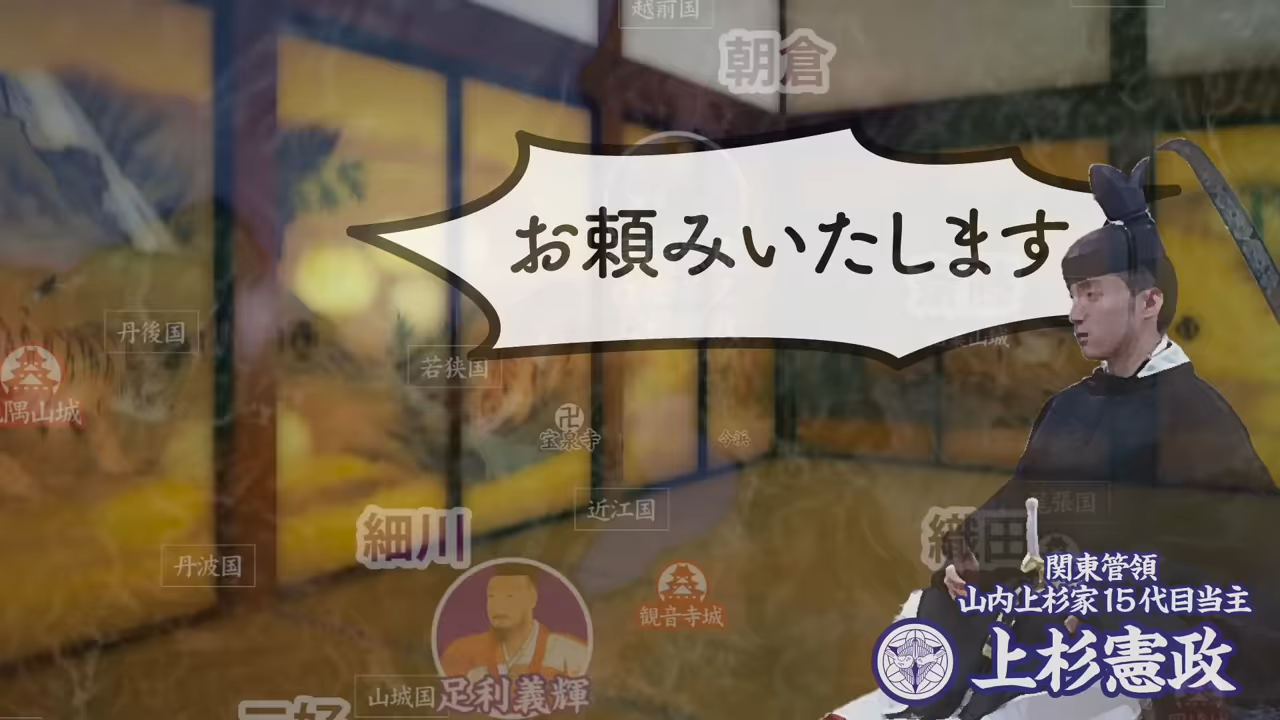 越前国
朝倉
お頼みいたします
丹後国
若狭国
隅山城
卍
宝泉寺
今浜
近江国
尾張国
細川
織田
丹波国
関東管領
観音寺城
山内上杉家15代目当主
上杉憲政
山城国
足利義輝
三好